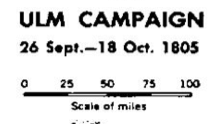 ULM CAMPAIGN
26 Sept.—18 Oct. 1805
0 25 50 75 100
Scale of miles